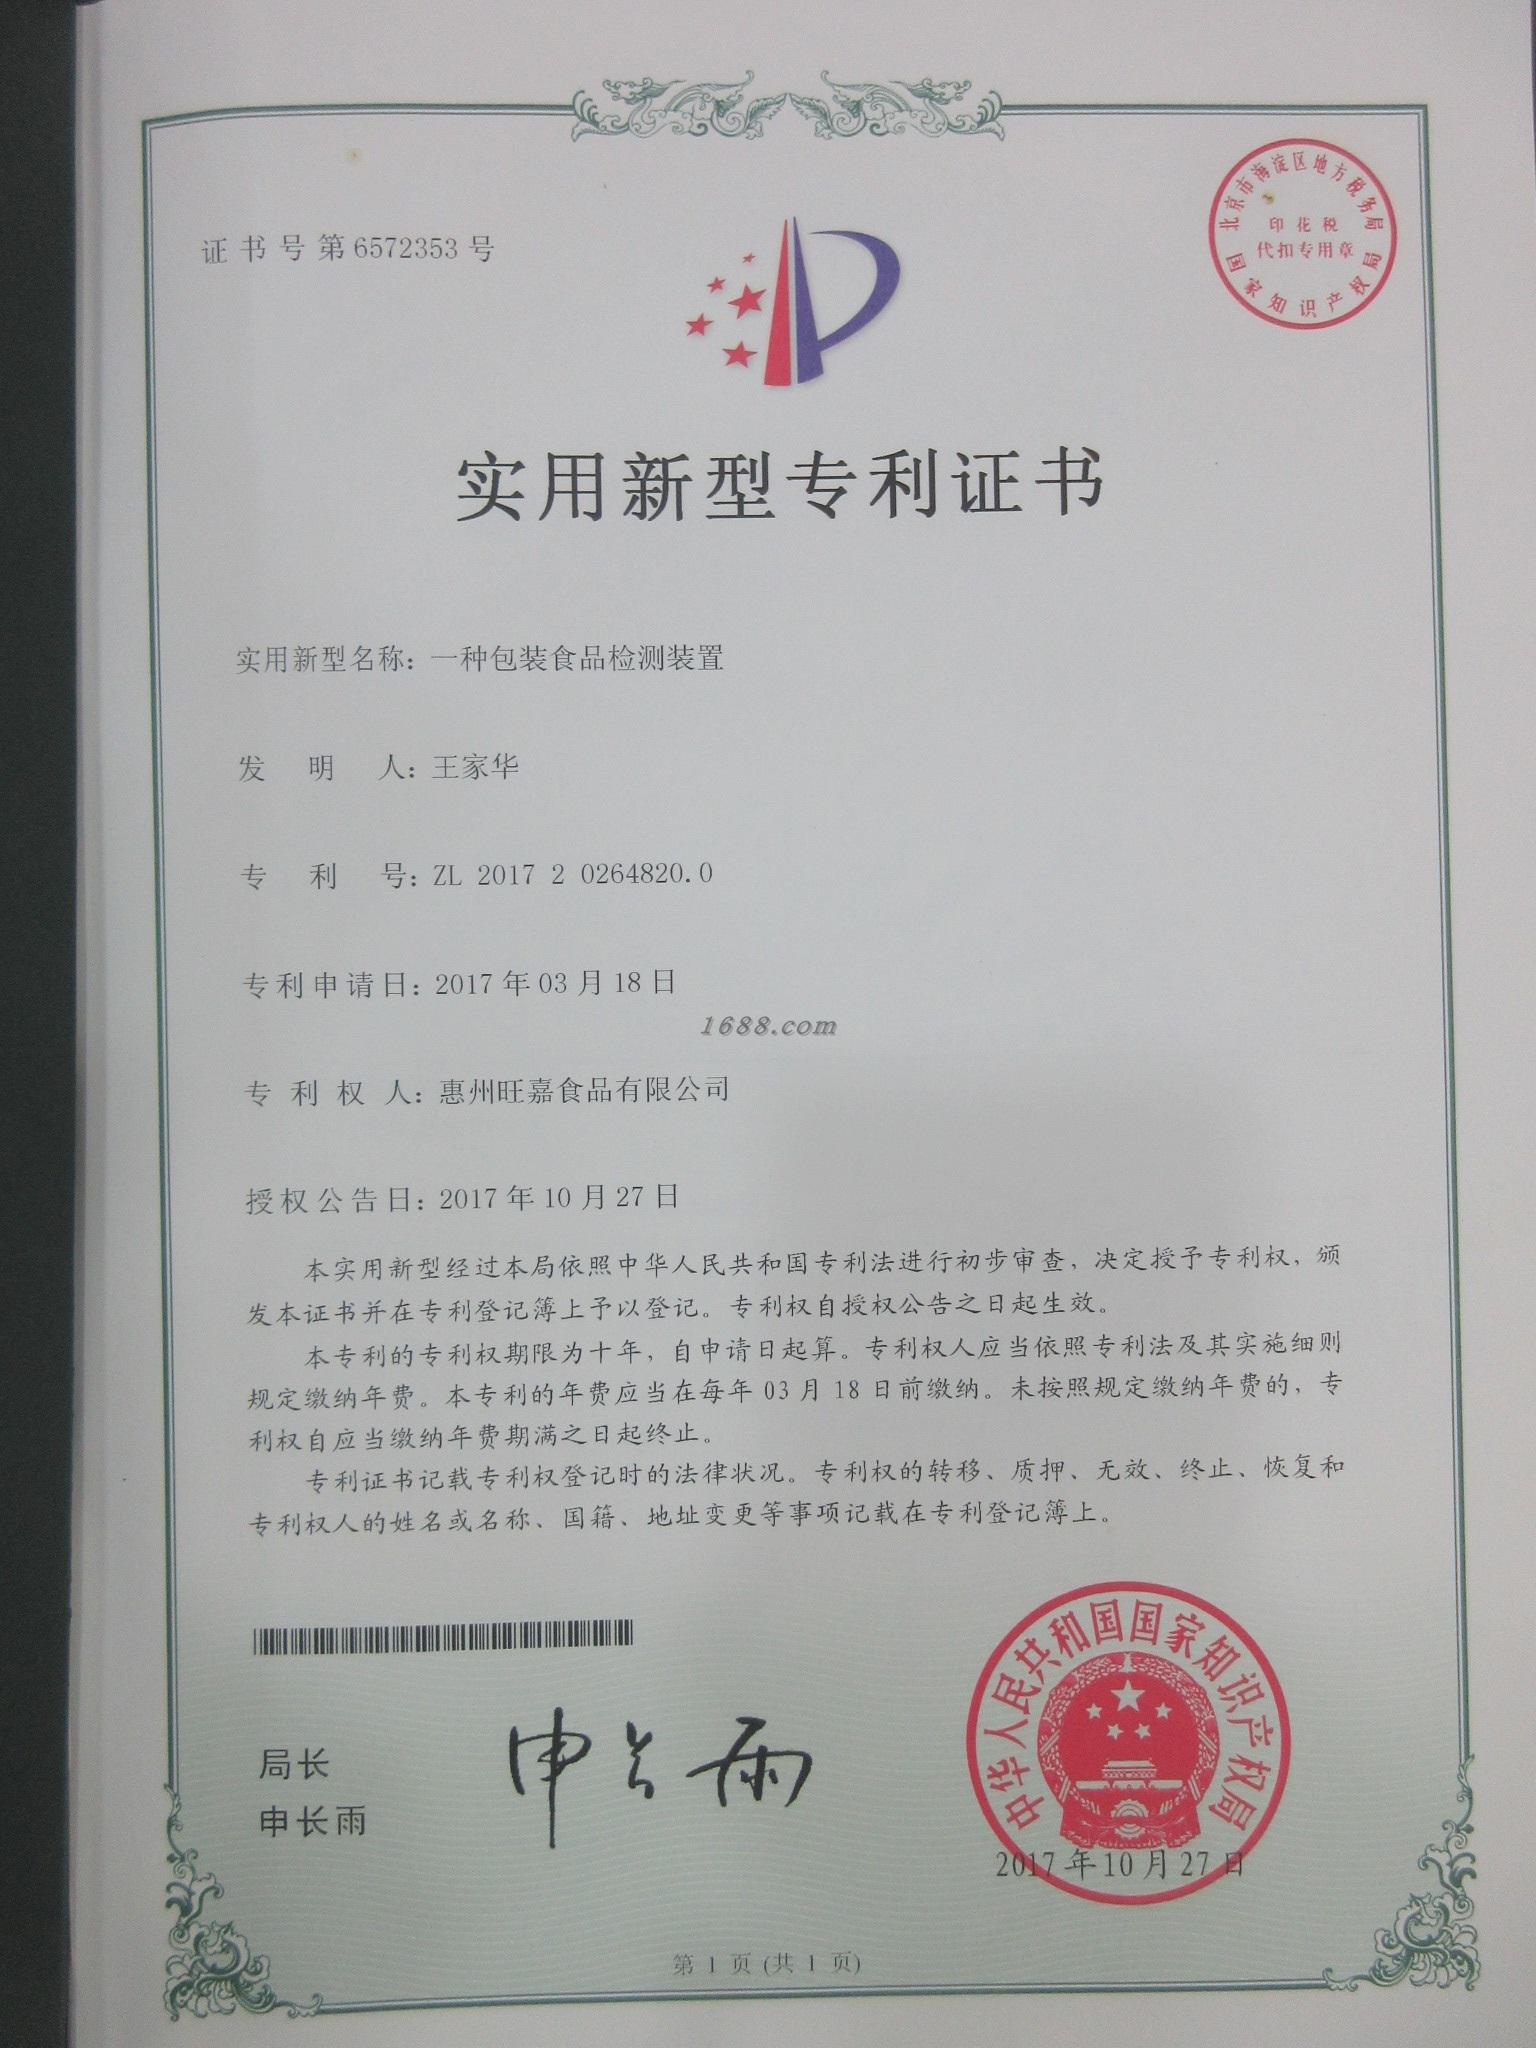 北京市海淀区地方税务局
印花税
代扣专用章
国家知识产权局
证书号第6572353号
实用新型专利证书
实用新型名称：一种包装食品检测装置
发明人：王家华
专利号：ZL 2017 2 0264820.0
专利申请日：2017年03月18日
1688.com
专利权人：惠州旺嘉食品有限公司
授权公告日：2017年10月27日
本实用新型经过本局依照中华人民共和国专利法进行初步审查，决定授予专利权，颁
发本证书并在专利登记簿上予以登记。专利权自授权公告之日起生效。
本专利的专利权期限为十年，自申请日起算。专利权人应当依照专利法及其实施细则
规定缴纳年费。本专利的年费应当在每年03月18日前缴纳。未按照规定缴纳年费的，专
利权自应当缴纳年费期满之日起终止。
专利证书记载专利权登记时的法律状况。专利权的转移、质押、无效、终止、恢复和
专利权人的姓名或名称、国籍、地址变更等事项记载在专利登记簿上。
局长
申长雨
申长雨
中华人民共和国国家知识产权局
2017年10月27日
第 1 页 (共 1 页)